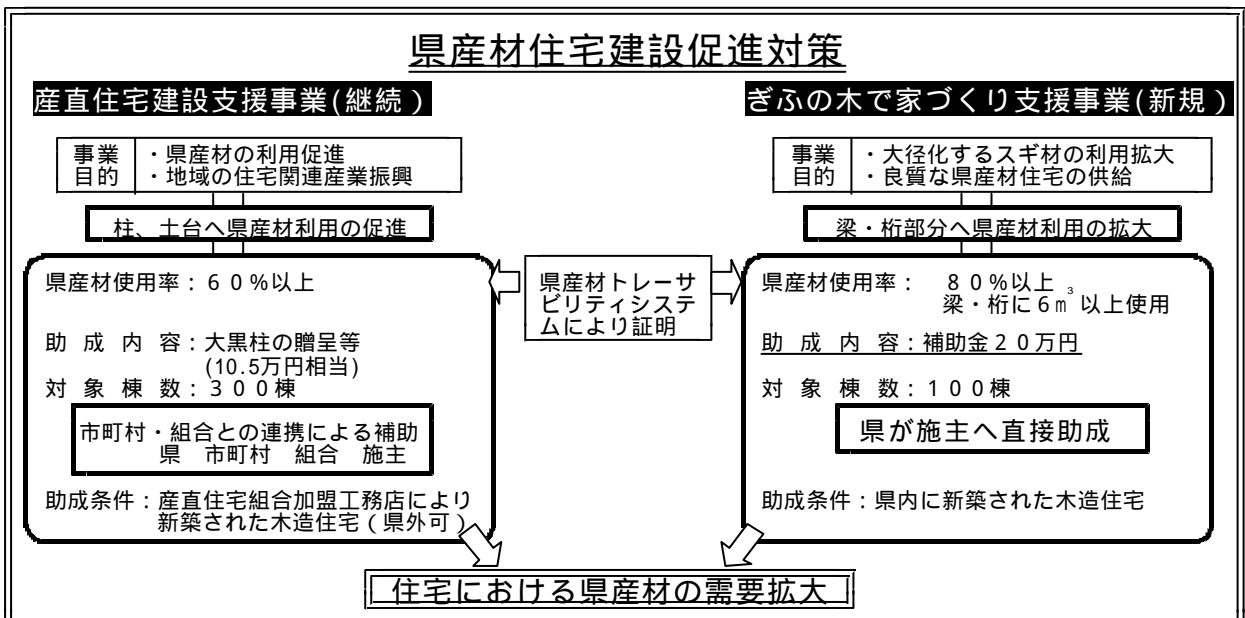 県産材住宅建設促進対策
産直住宅建設支援事業(継続)
事業目的
・県産材の利用促進
・地域の住宅関連産業振興
柱、土台へ県産材利用の促進
県産材使用率：６０％以上
助成内容：大黒柱の贈呈等
(10.5万円相当)
対象棟数：３００棟
市町村・組合との連携による補助
県　市町村　組合　施主
助成条件：産直住宅組合加盟工務店により
新築された木造住宅（県外可）
県産材トレーサ
ビリティシステ
ムにより証明
ぎふの木で家づくり支援事業(新規)
事業目的
・大径化するスギ材の利用拡大
・良質な県産材住宅の供給
梁・桁部分へ県産材利用の拡大
県産材使用率：　８０％以上
梁・桁に６ｍ³以上使用
助成内容：補助金２０万円
対象棟数：１００棟
県が施主へ直接助成
助成条件：県内に新築された木造住宅
住宅における県産材の需要拡大